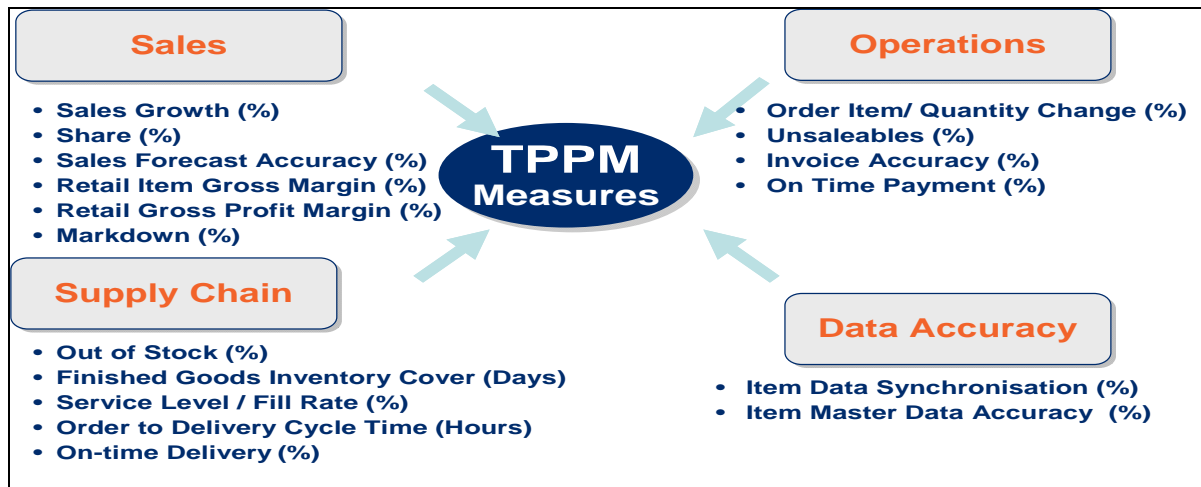 Sales
• Sales Growth (%)
• Share (%)
• Sales Forecast Accuracy (%)
• Retail Item Gross Margin (%)
• Retail Gross Profit Margin (%)
• Markdown (%)
Operations
• Order Item/ Quantity Change (%)
• Unsaleables (%)
• Invoice Accuracy (%)
• On Time Payment (%)
TPPM
Measures
Supply Chain
• Out of Stock (%)
• Finished Goods Inventory Cover (Days)
• Service Level / Fill Rate (%)
• Order to Delivery Cycle Time (Hours)
• On-time Delivery (%)
Data Accuracy
• Item Data Synchronisation (%)
• Item Master Data Accuracy (%)